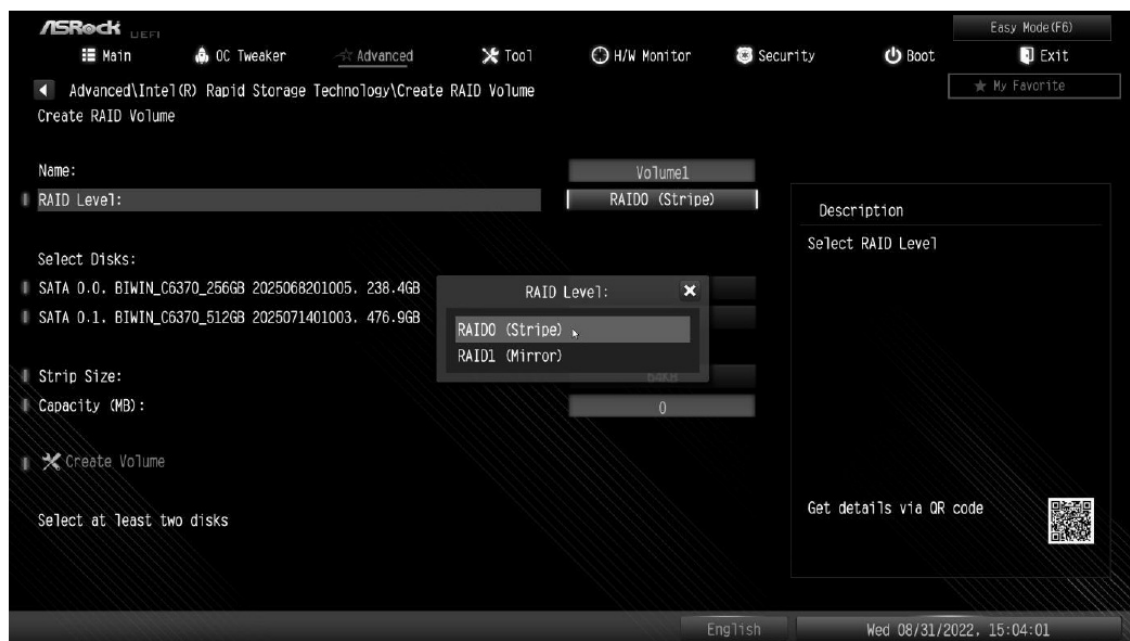 ASRock UEFI
Easy Mode(F6)
Main OC Tweaker Advanced Tool H/W Monitor Security Boot Exit
Advanced\Intel(R) Rapid Storage Technology\Create RAID Volume
My Favorite
Create RAID Volume
Name: Volume1
RAID Level: RAID0 (Stripe)
Description
Select RAID Level
Select Disks:
SATA 0.0, BIWIN_C6370_256GB 2025068201005, 238.4GB
SATA 0.1, BIWIN_C6370_512GB 2025071401003, 476.9GB
RAID Level:
RAID0 (Stripe)
RAID1 (Mirror)
Strip Size: 64KB
Capacity (MB): 0
Create Volume
Select at least two disks
Get details via QR code
English
Wed 08/31/2022, 15:04:01